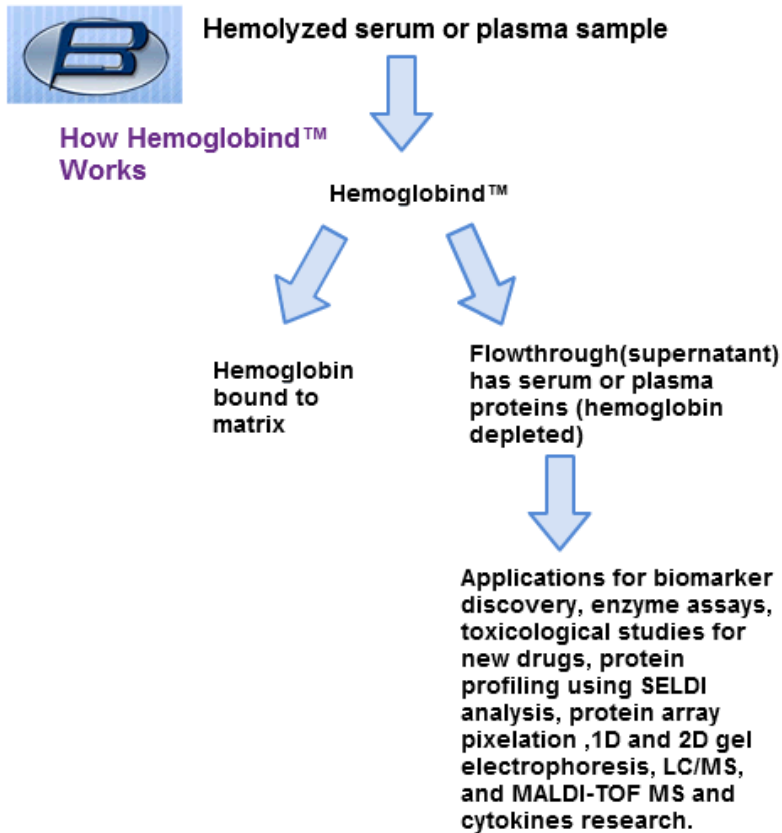 Hemolyzed serum or plasma sample
How Hemoglobind™
Works
Hemoglobind™
Hemoglobin
bound to
matrix
Flowthrough(supernatant)
has serum or plasma
proteins (hemoglobin
depleted)
Applications for biomarker
discovery, enzyme assays,
toxicological studies for
new drugs, protein
profiling using SELDI
analysis, protein array
pixelation ,1D and 2D gel
electrophoresis, LC/MS,
and MALDI-TOF MS and
cytokines research.